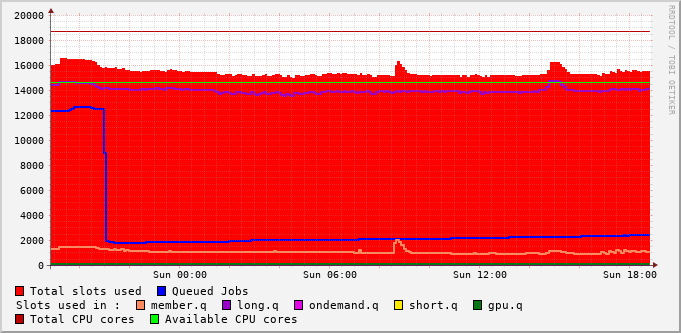 20000
18000
16000
14000
12000
10000
8000
6000
4000
2000
0
Sun 00:00 Sun 06:00 Sun 12:00 Sun 18:00
RRDTOOL / TOBI OETIKER
Total slots used Queued Jobs
Slots used in : member.q long.q ondemand.q short.q gpu.q
Total CPU cores Available CPU cores